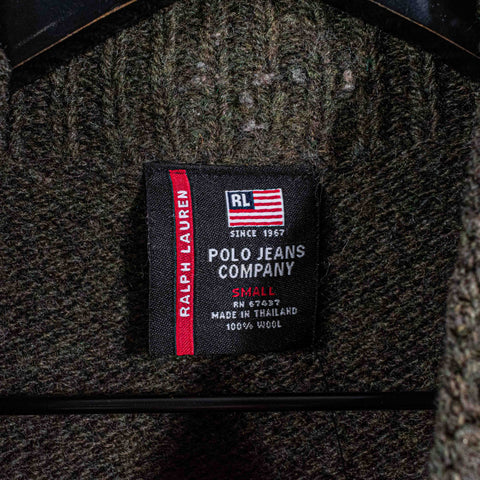 RALPH LAUREN
RL
SINCE 1967
POLO JEANS
COMPANY
SMALL
RN 67437
MADE IN THAILAND
100% WOOL